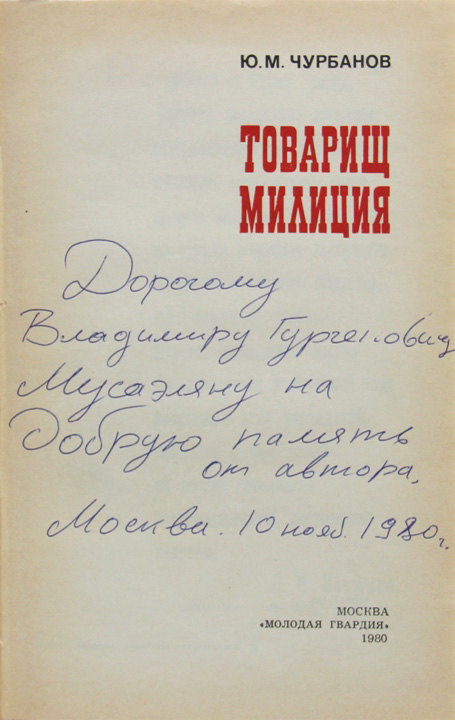 Ю. М. ЧУРБАНОВ
ТОВАРИЩ
МИЛИЦИЯ
Дорогому
Владимиру Гургеновичу
Мусаэляну на
Добрую память
от автора,
Москва. 10 нояб. 1980 г.
МОСКВА
«МОЛОДАЯ ГВАРДИЯ»
1980